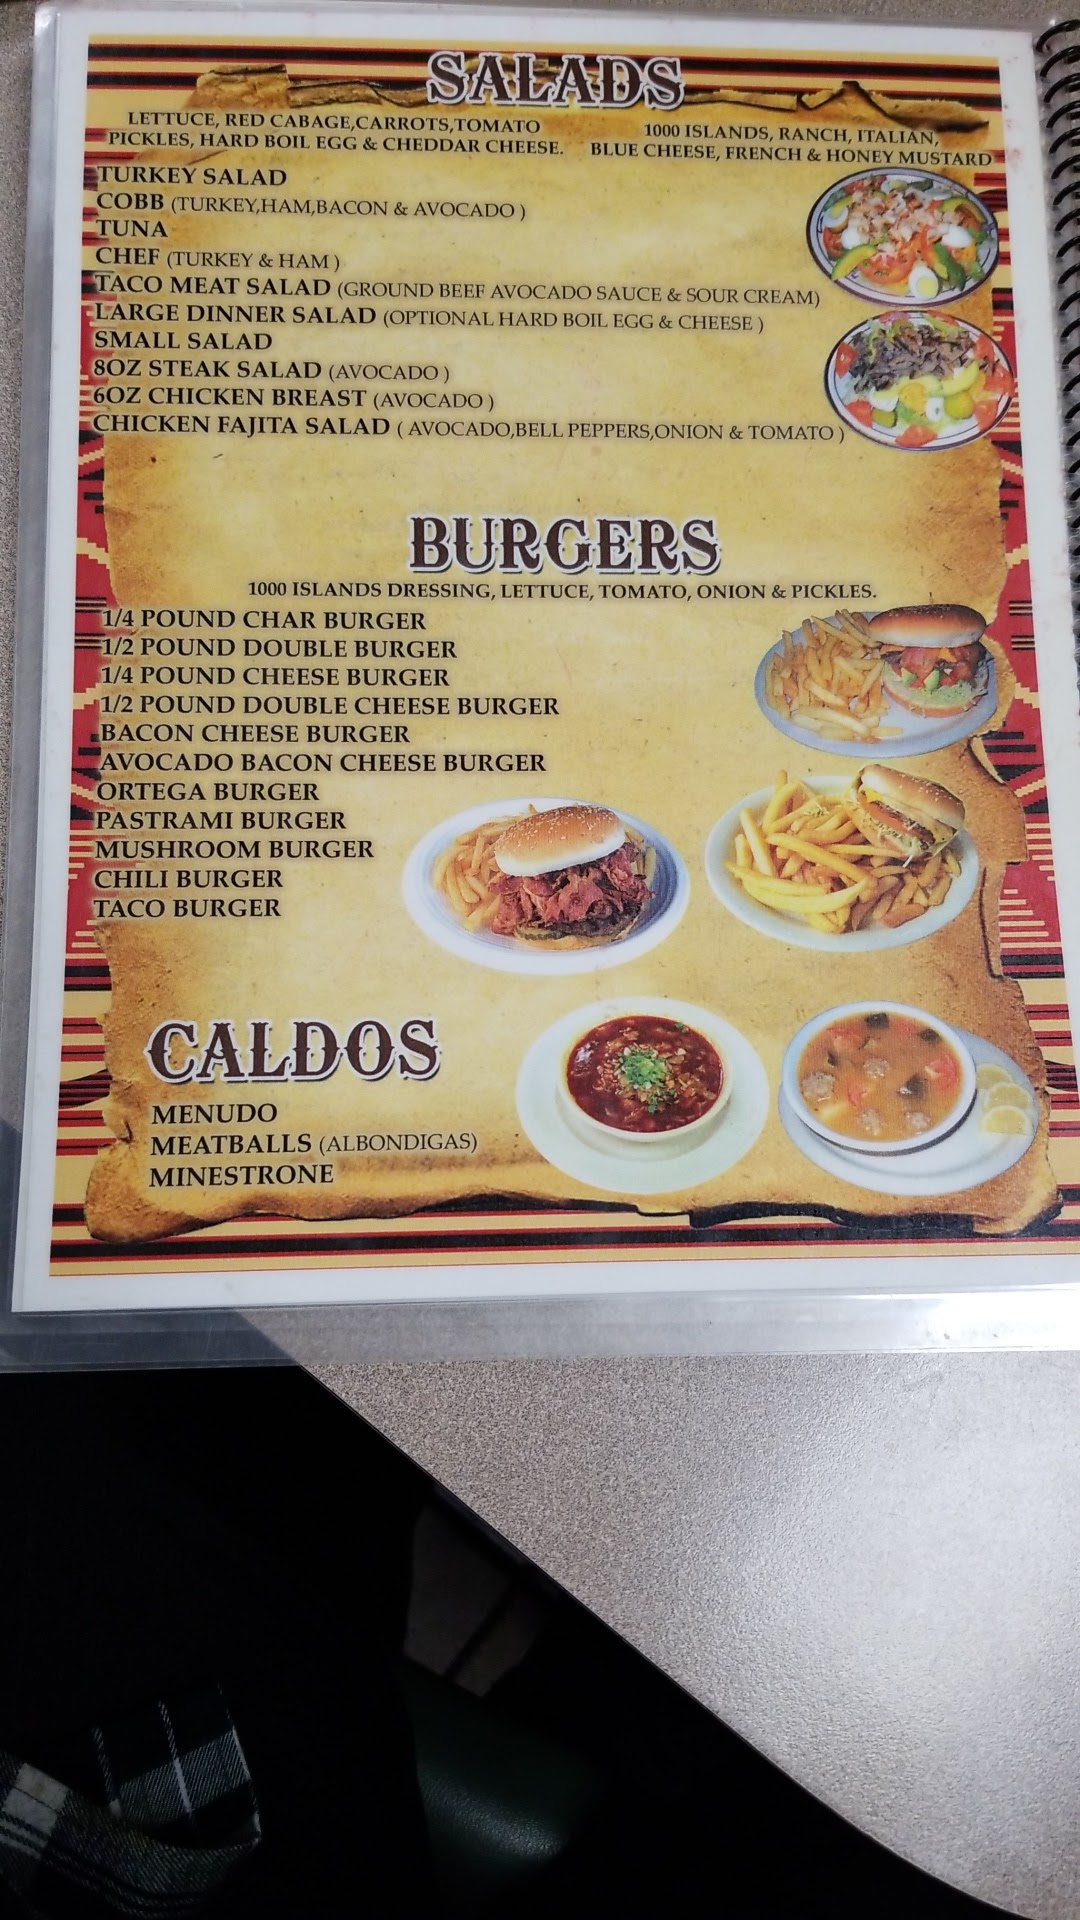 SALADS
LETTUCE, RED CABAGE,CARROTS,TOMATO
PICKLES, HARD BOIL EGG & CHEDDAR CHEESE.
1000 ISLANDS, RANCH, ITALIAN,
BLUE CHEESE, FRENCH & HONEY MUSTARD
TURKEY SALAD
COBB (TURKEY,HAM,BACON & AVOCADO )
TUNA
CHEF (TURKEY & HAM )
TACO MEAT SALAD (GROUND BEEF AVOCADO SAUCE & SOUR CREAM)
LARGE DINNER SALAD (OPTIONAL HARD BOIL EGG & CHEESE )
SMALL SALAD
8OZ STEAK SALAD (AVOCADO )
6OZ CHICKEN BREAST (AVOCADO )
CHICKEN FAJITA SALAD ( AVOCADO,BELL PEPPERS,ONION & TOMATO )
BURGERS
1000 ISLANDS DRESSING, LETTUCE, TOMATO, ONION & PICKLES.
1/4 POUND CHAR BURGER
1/2 POUND DOUBLE BURGER
1/4 POUND CHEESE BURGER
1/2 POUND DOUBLE CHEESE BURGER
BACON CHEESE BURGER
AVOCADO BACON CHEESE BURGER
ORTEGA BURGER
PASTRAMI BURGER
MUSHROOM BURGER
CHILI BURGER
TACO BURGER
CALDOS
MENUDO
MEATBALLS (ALBONDIGAS)
MINESTRONE